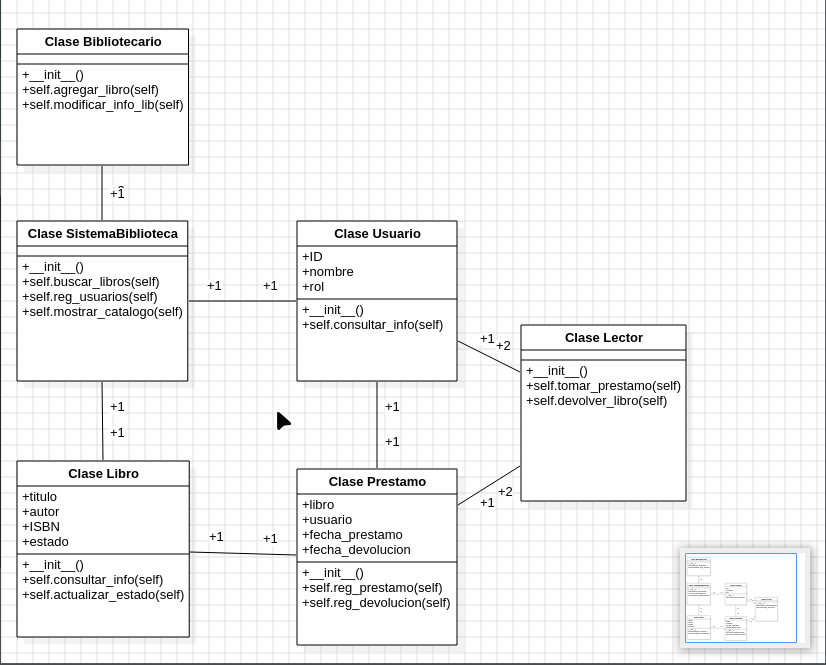 Clase Bibliotecario
+__init__()
+self.agregar_libro(self)
+self.modificar_info_lib(self)
+1
Clase SistemaBiblioteca
+__init__()
+self.buscar_libros(self)
+self.reg_usuarios(self)
+self.mostrar_catalogo(self)
+1
+1
Clase Usuario
+ID
+nombre
+rol
+__init__()
+self.consultar_info(self)
+1
+2
Clase Lector
+__init__()
+self.tomar_prestamo(self)
+self.devolver_libro(self)
+1
+1
+1
+1
Clase Libro
+titulo
+autor
+ISBN
+estado
+__init__()
+self.consultar_info(self)
+self.actualizar_estado(self)
+1
+1
Clase Prestamo
+libro
+usuario
+fecha_prestamo
+fecha_devolucion
+__init__()
+self.reg_prestamo(self)
+self.reg_devolucion(self)
+2
+1